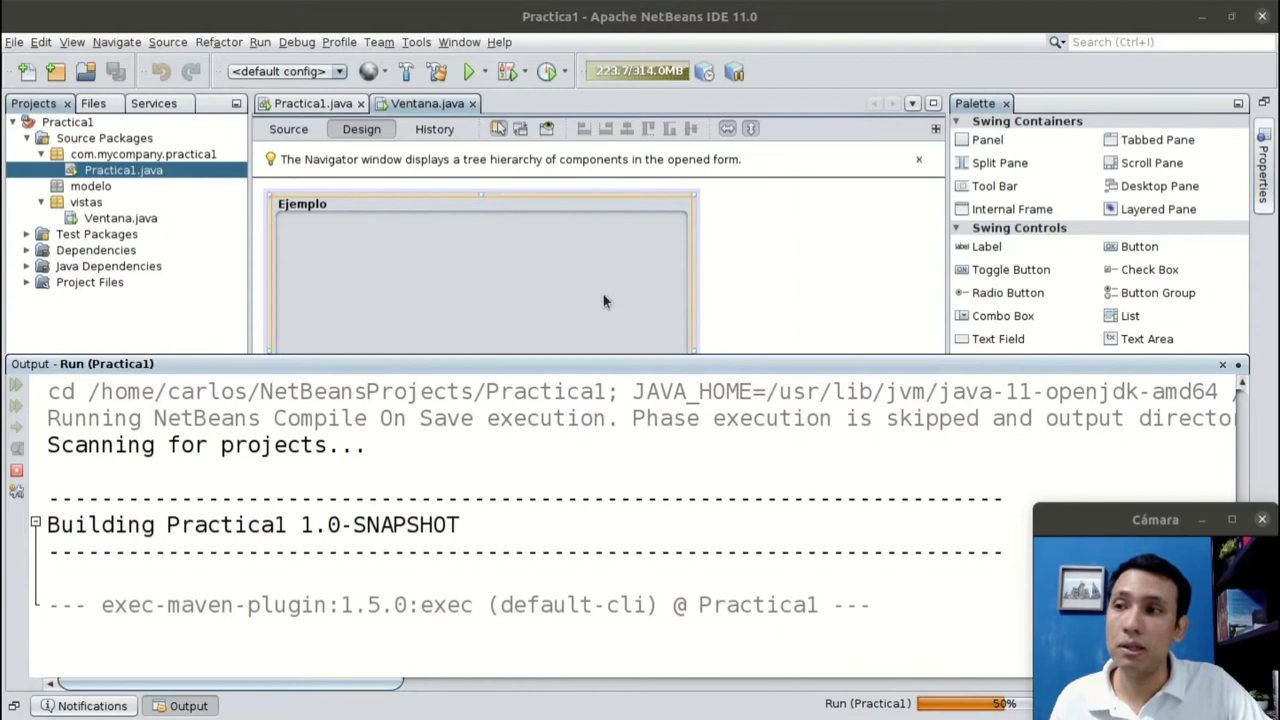 Practica1 - Apache NetBeans IDE 11.0
File Edit View Navigate Source Refactor Run Debug Profile Team Tools Window Help
Search (Ctrl+I)
<default config>
223.7/314.0MB
Projects Files Services
Practica1.java Ventana.java
Palette
Practica1
Source Packages
com.mycompany.practica1
Practica1.java
modelo
vistas
Ventana.java
Test Packages
Dependencies
Java Dependencies
Project Files
Source Design History
The Navigator window displays a tree hierarchy of components in the opened form.
Ejemplo
Swing Containers
Panel Tabbed Pane
Split Pane Scroll Pane
Tool Bar Desktop Pane
Internal Frame Layered Pane
Swing Controls
label Label OK Button
Toggle Button Check Box
Radio Button Button Group
Combo Box List
Text Field Text Area
Properties
Output - Run (Practica1)
cd /home/carlos/NetBeansProjects/Practica1; JAVA_HOME=/usr/lib/jvm/java-11-openjdk-amd64 /
Running NetBeans Compile On Save execution. Phase execution is skipped and output director
Scanning for projects...
------------------------------------------------------------------------
Building Practica1 1.0-SNAPSHOT
------------------------------------------------------------------------
--- exec-maven-plugin:1.5.0:exec (default-cli) @ Practica1 ---
Cámara
Notifications Output
Run (Practica1) 50%